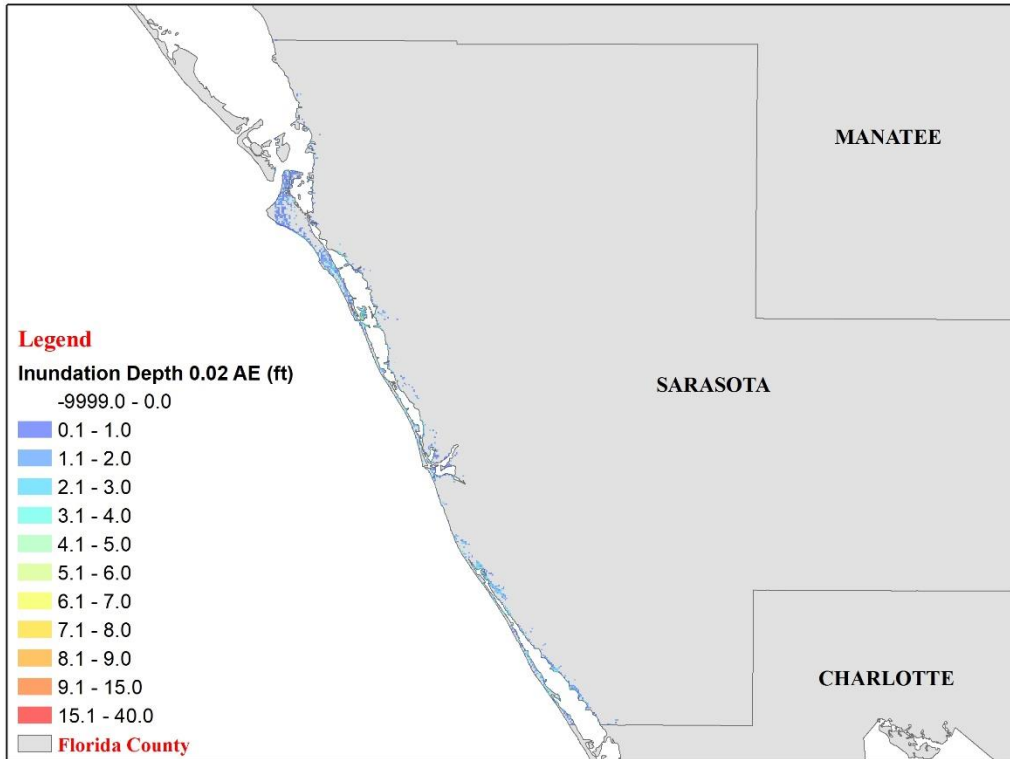 MANATEE
SARASOTA
CHARLOTTE
Legend
Inundation Depth 0.02 AE (ft)
-9999.0 - 0.0
0.1 - 1.0
1.1 - 2.0
2.1 - 3.0
3.1 - 4.0
4.1 - 5.0
5.1 - 6.0
6.1 - 7.0
7.1 - 8.0
8.1 - 9.0
9.1 - 15.0
15.1 - 40.0
Florida County